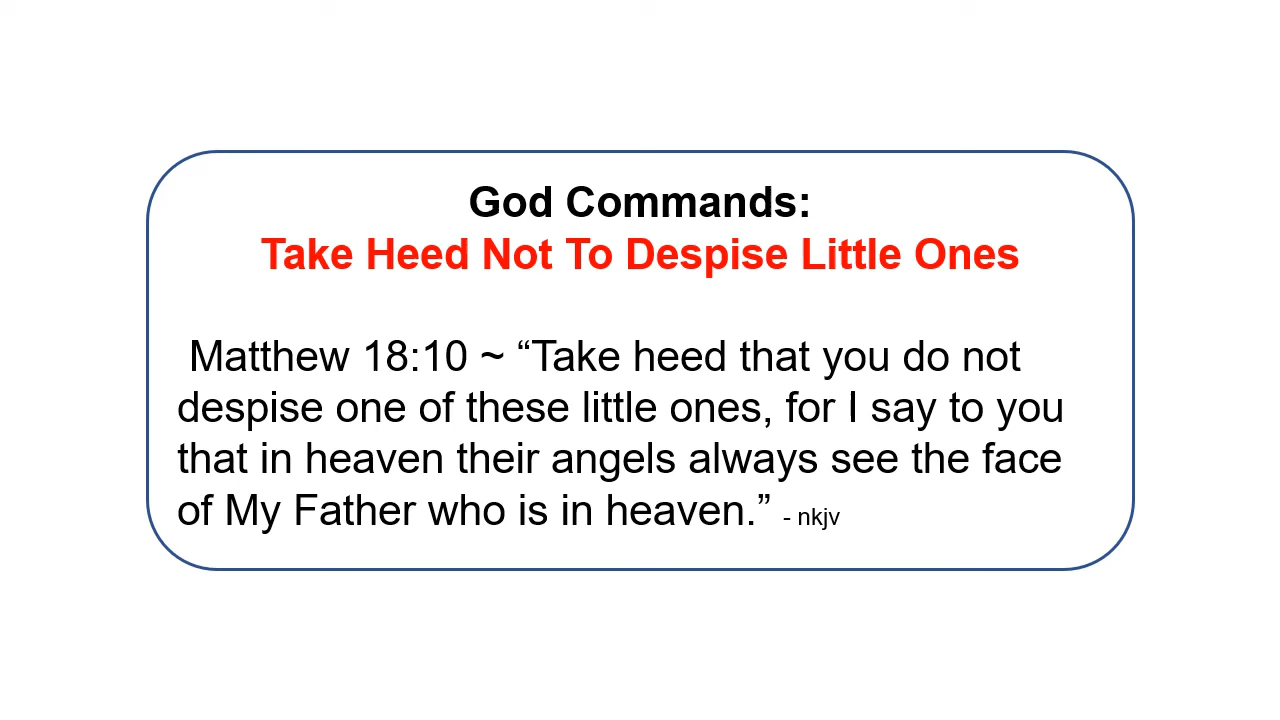 God Commands:
Take Heed Not To Despise Little Ones
Matthew 18:10 ~ “Take heed that you do not
despise one of these little ones, for I say to you
that in heaven their angels always see the face
of My Father who is in heaven.” - nkjv